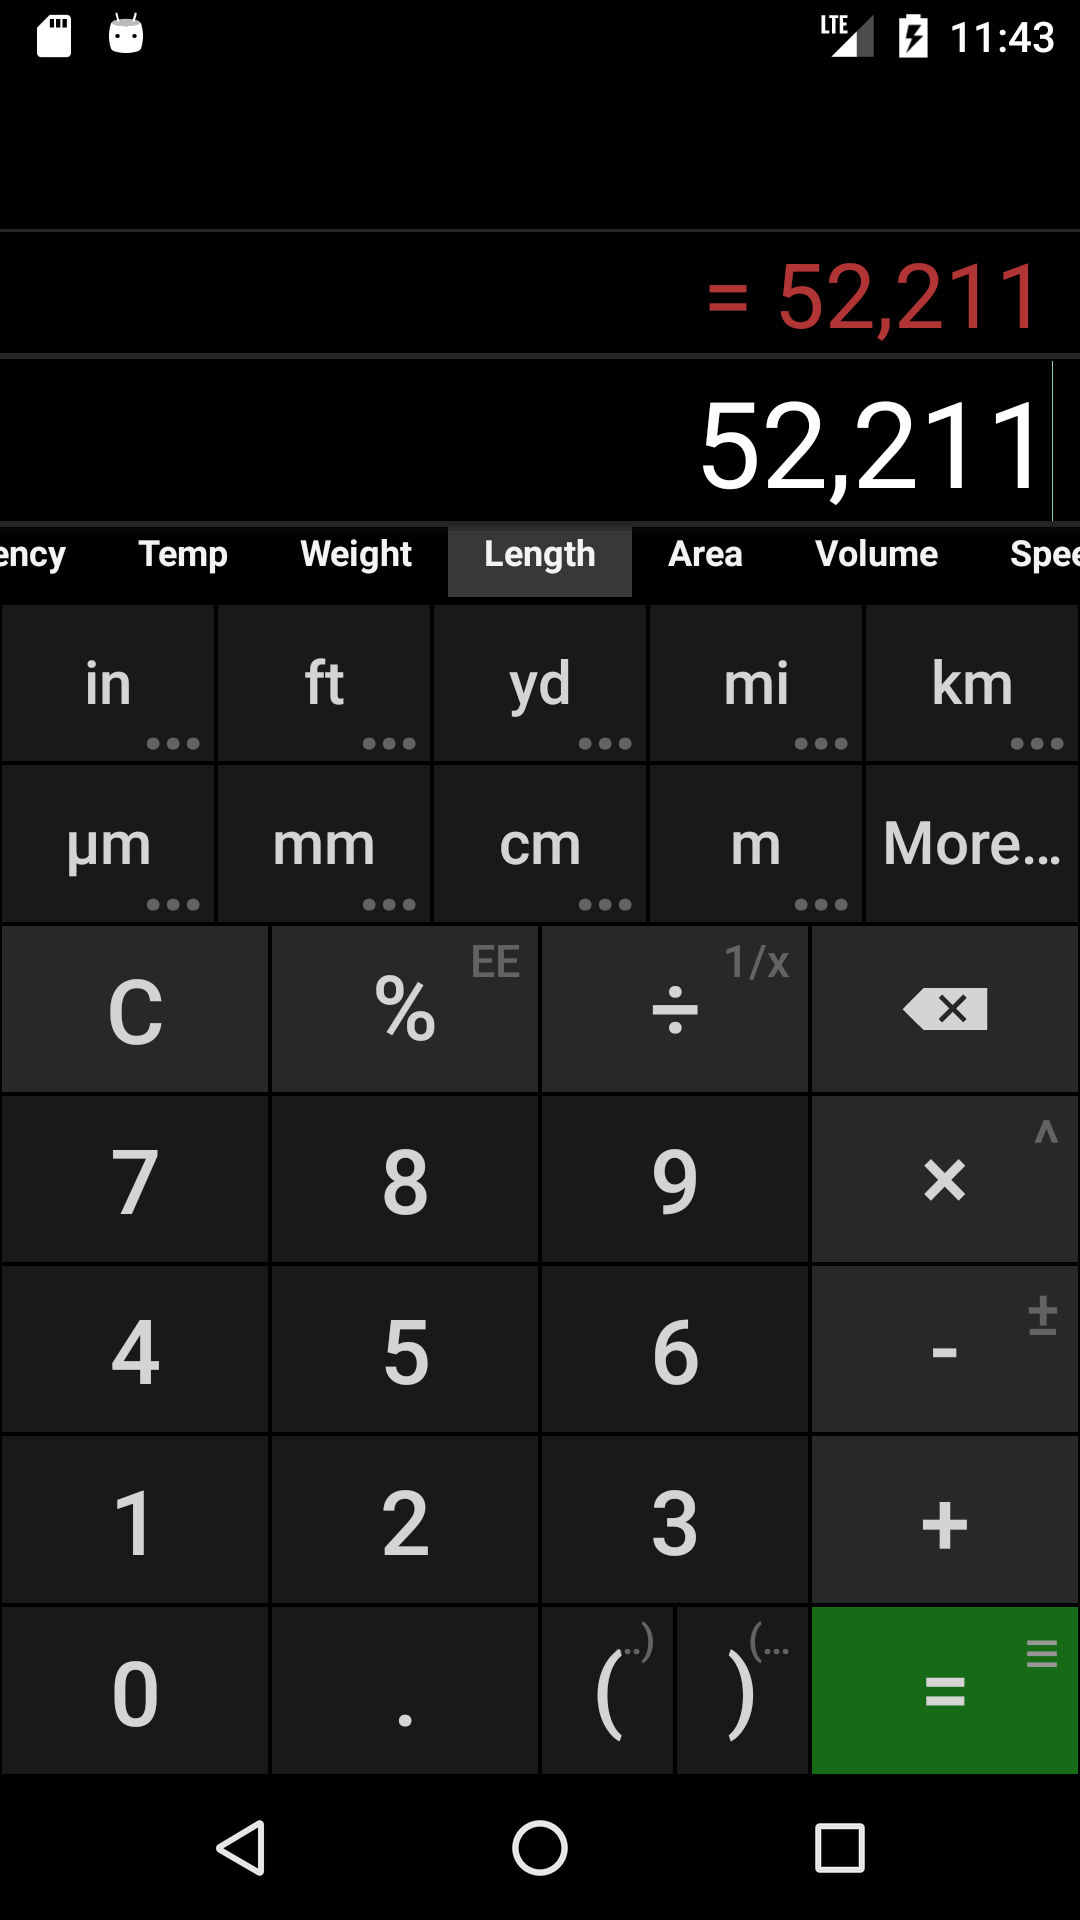 LTE 11:43
= 52,211
52,211
ency Temp Weight Length Area Volume Spee
in ft yd mi km
µm mm cm m More...
C % EE ÷ 1/x
7 8 9 × ^
4 5 6 - ±
1 2 3 +
0 . ( ..) ) (... =